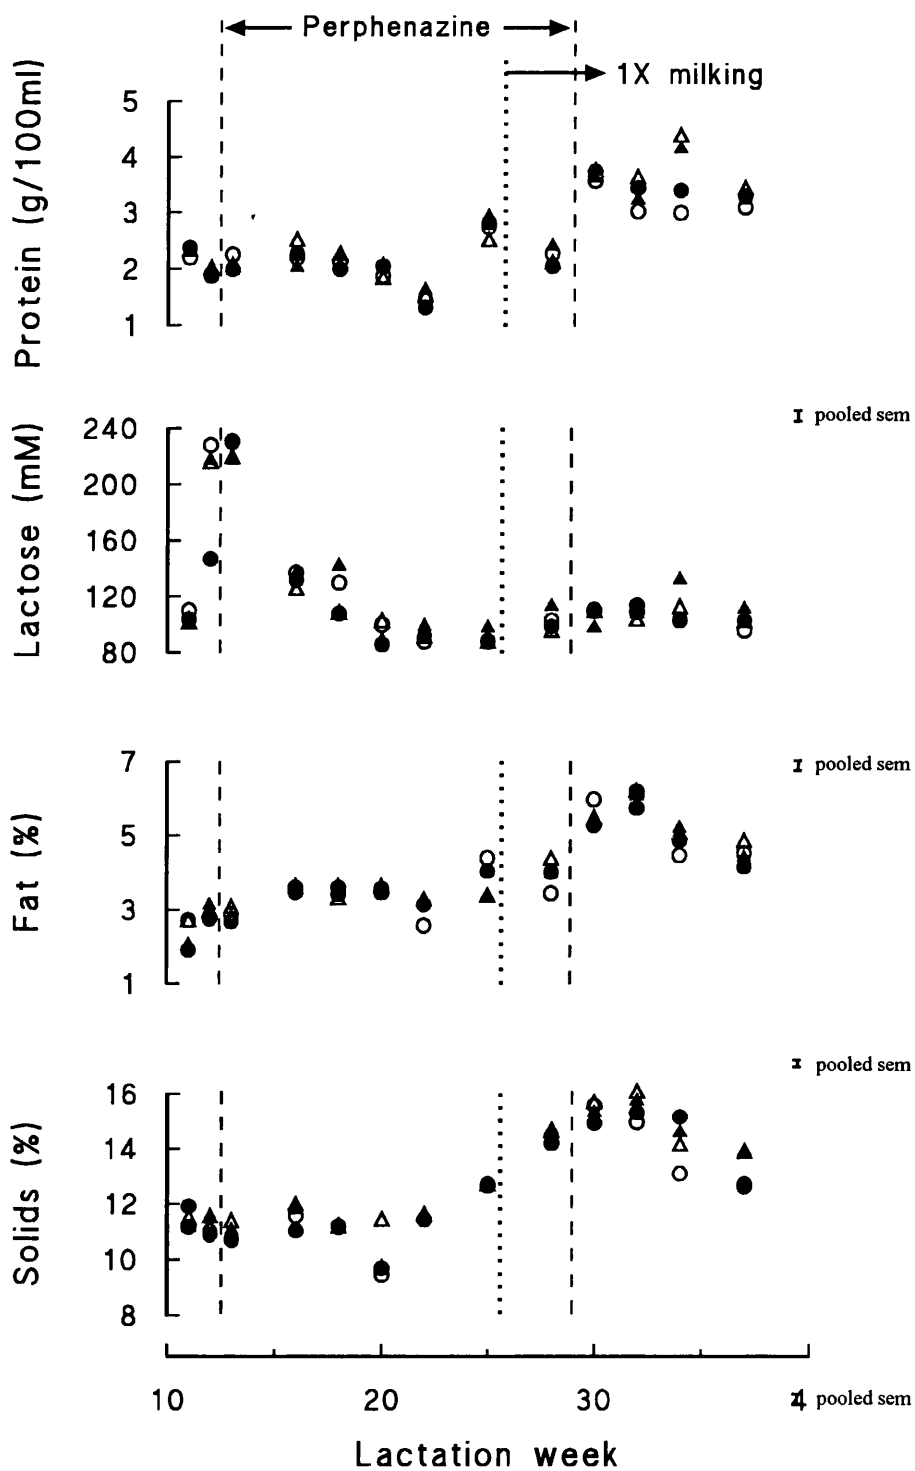 Perphenazine
1X milking
Protein (g/100ml)
5
4
3
2
1
pooled sem
Lactose (mM)
240
200
160
120
80
pooled sem
Fat (%)
7
5
3
1
pooled sem
Solids (%)
16
14
12
10
8
10
20
30
4
pooled sem
Lactation week